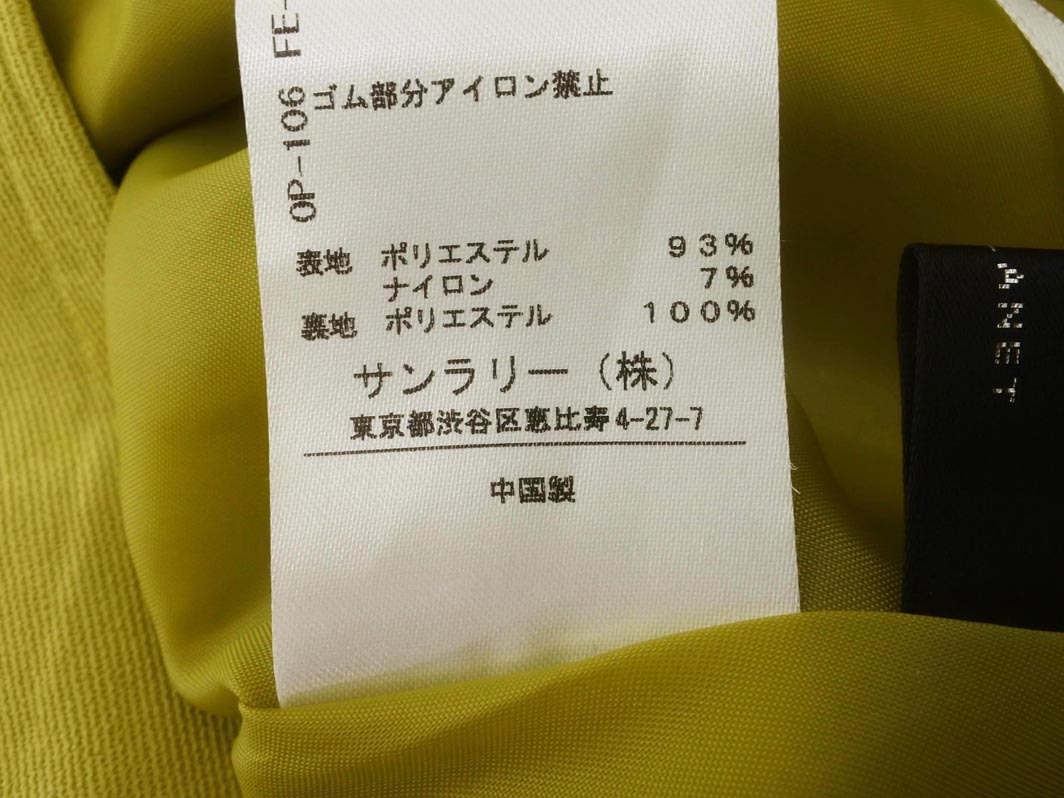 OP-106 FE-
ゴム部分アイロン禁止
表地 ポリエステル 93%
ナイロン 7%
裏地 ポリエステル 100%
サンラリー（株）
東京都渋谷区恵比寿4-27-7
中国製
ANET